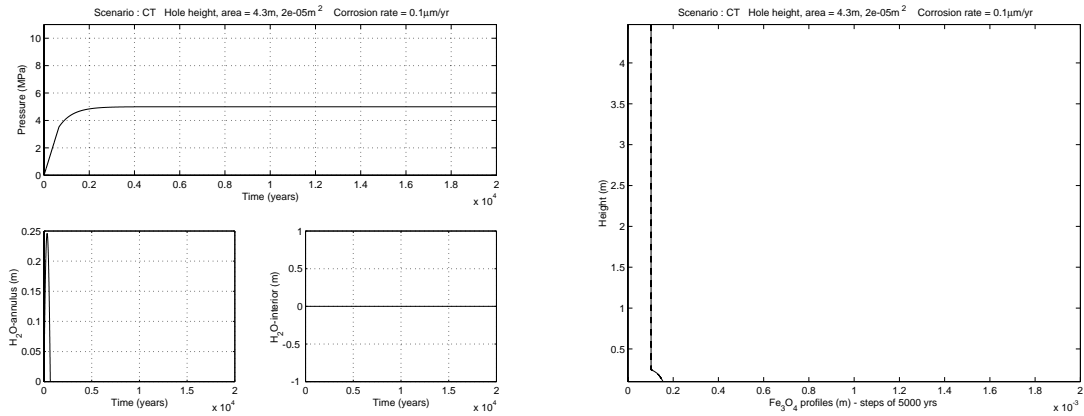 Scenario : CT Hole height, area = 4.3m, 2e-05m² Corrosion rate = 0.1μm/yr
10
8
6
4
2
0
Pressure (MPa)
0 0.2 0.4 0.6 0.8 1 1.2 1.4 1.6 1.8 2
Time (years)
x 10⁴
0.25
0.2
0.15
0.1
0.05
0
H₂O-annulus (m)
0 0.5 1 1.5 2
Time (years)
x 10⁴
1
0.5
0
-0.5
-1
H₂O-interior (m)
0 0.5 1 1.5 2
Time (years)
x 10⁴
Scenario : CT Hole height, area = 4.3m, 2e-05m² Corrosion rate = 0.1μm/yr
4
3.5
3
2.5
2
1.5
1
0.5
Height (m)
0 0.2 0.4 0.6 0.8 1 1.2 1.4 1.6 1.8 2
Fe₃O₄ profiles (m) - steps of 5000 yrs
x 10⁻³